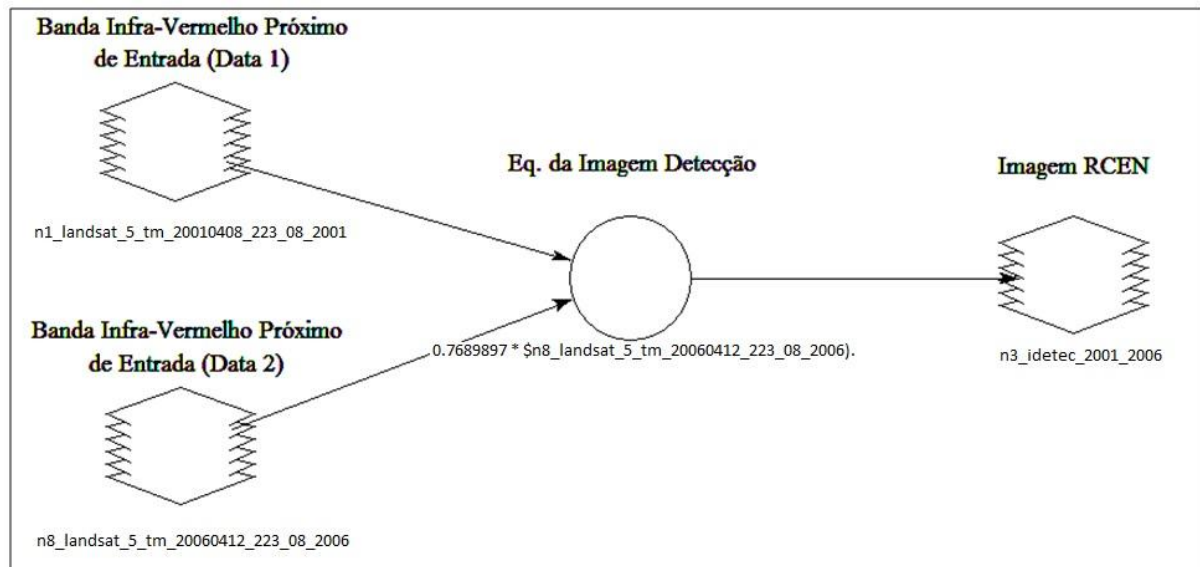 Banda Infra-Vermelho Próximo
de Entrada (Data 1)
n1_landsat_5_tm_20010408_223_08_2001
Eq. da Imagem Detecção
Imagem RCEN
Banda Infra-Vermelho Próximo
de Entrada (Data 2)
0.7689897 * $n8_landsat_5_tm_20060412_223_08_2006).
n3_idetec_2001_2006
n8_landsat_5_tm_20060412_223_08_2006